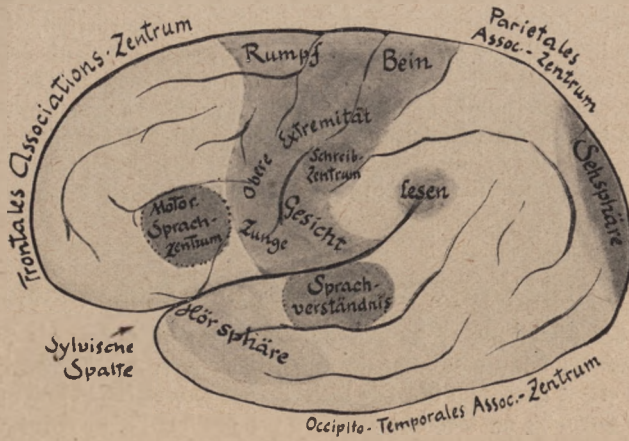 Frontales Associations-Zentrum
Parietales
Assoc.-Zentrum
Rumpf
Bein
Obere Extremität
Schreib-
Zentrum
Sehsphäre
Lesen
Motor.
Sprach-
zentrum
Zunge
Gesicht
Sprach-
verständnis
Hörsphäre
Sylvische
Spalte
Occipito-Temporales Assoc.-Zentrum